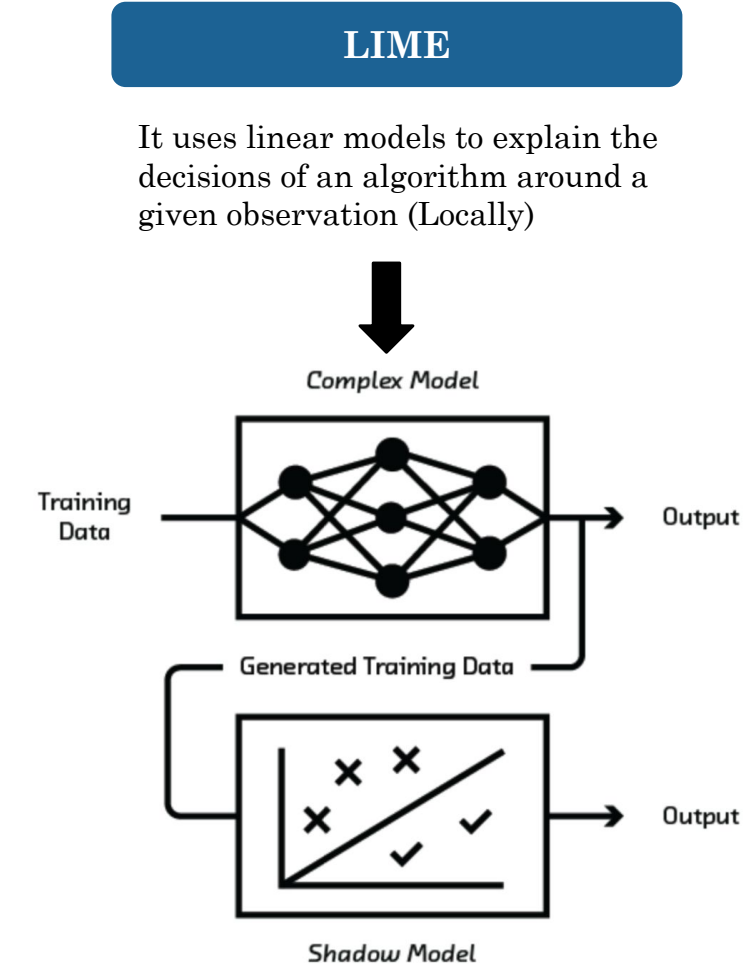 LIME
It uses linear models to explain the
decisions of an algorithm around a
given observation (Locally)
Complex Model
Training
Data
Output
Generated Training Data
Output
Shadow Model